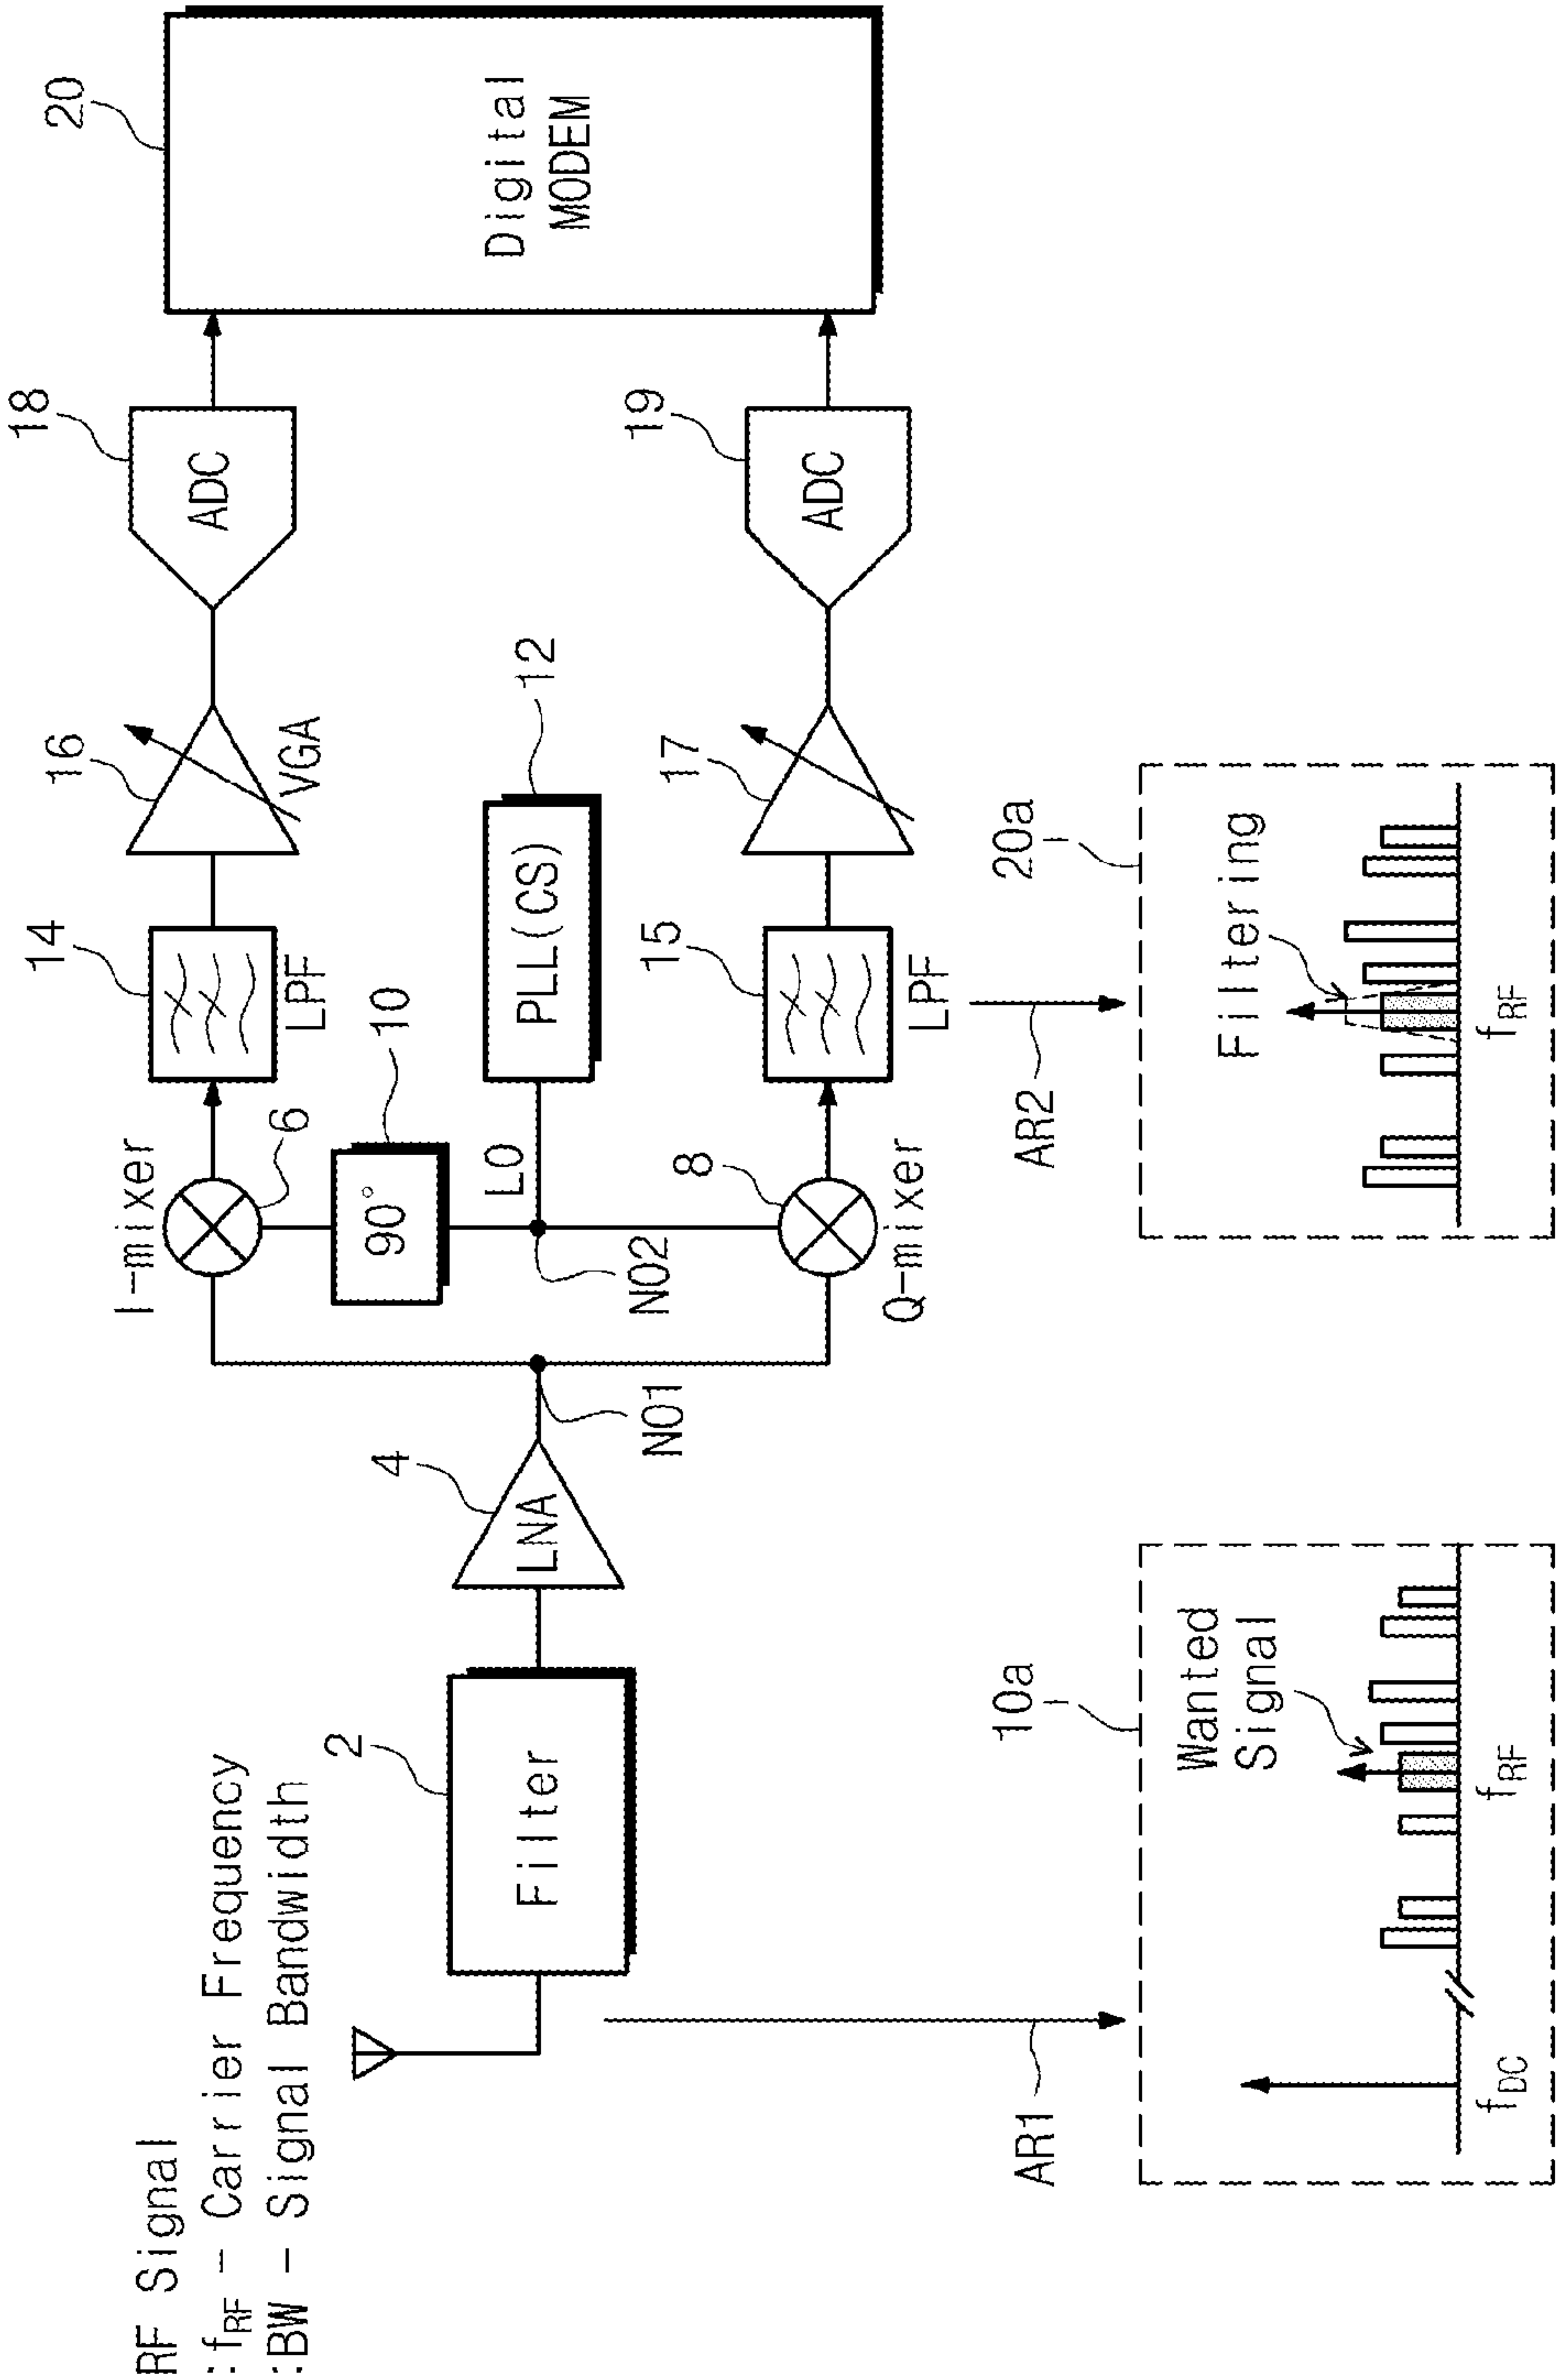 RF Signal
: fRF - Carrier Frequency
:BW - Signal Bandwidth
2
Filter
4
LNA
N01
I-mixer
6
10
90°
LO
N02
8
Q-mixer
12
PLL(CS)
14
LPF
15
LPF
16
VGA
17
18
ADC
19
ADC
20
Digital
MODEM
AR1
10a
Wanted
Signal
fDC
fRF
AR2
20a
Filtering
fRF